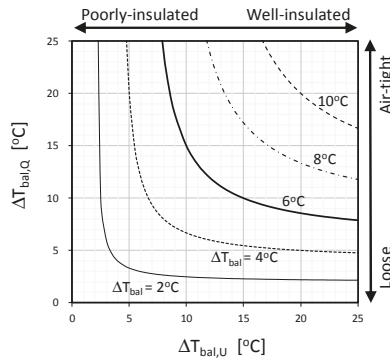 Poorly-insulated Well-insulated
25
20
15
10
5
0
0 5 10 15 20 25
ΔT_bal,Q [°C]
ΔT_bal,U [°C]
10°C
8°C
6°C
ΔT_bal = 4°C
ΔT_bal = 2°C
Air-tight
Loose